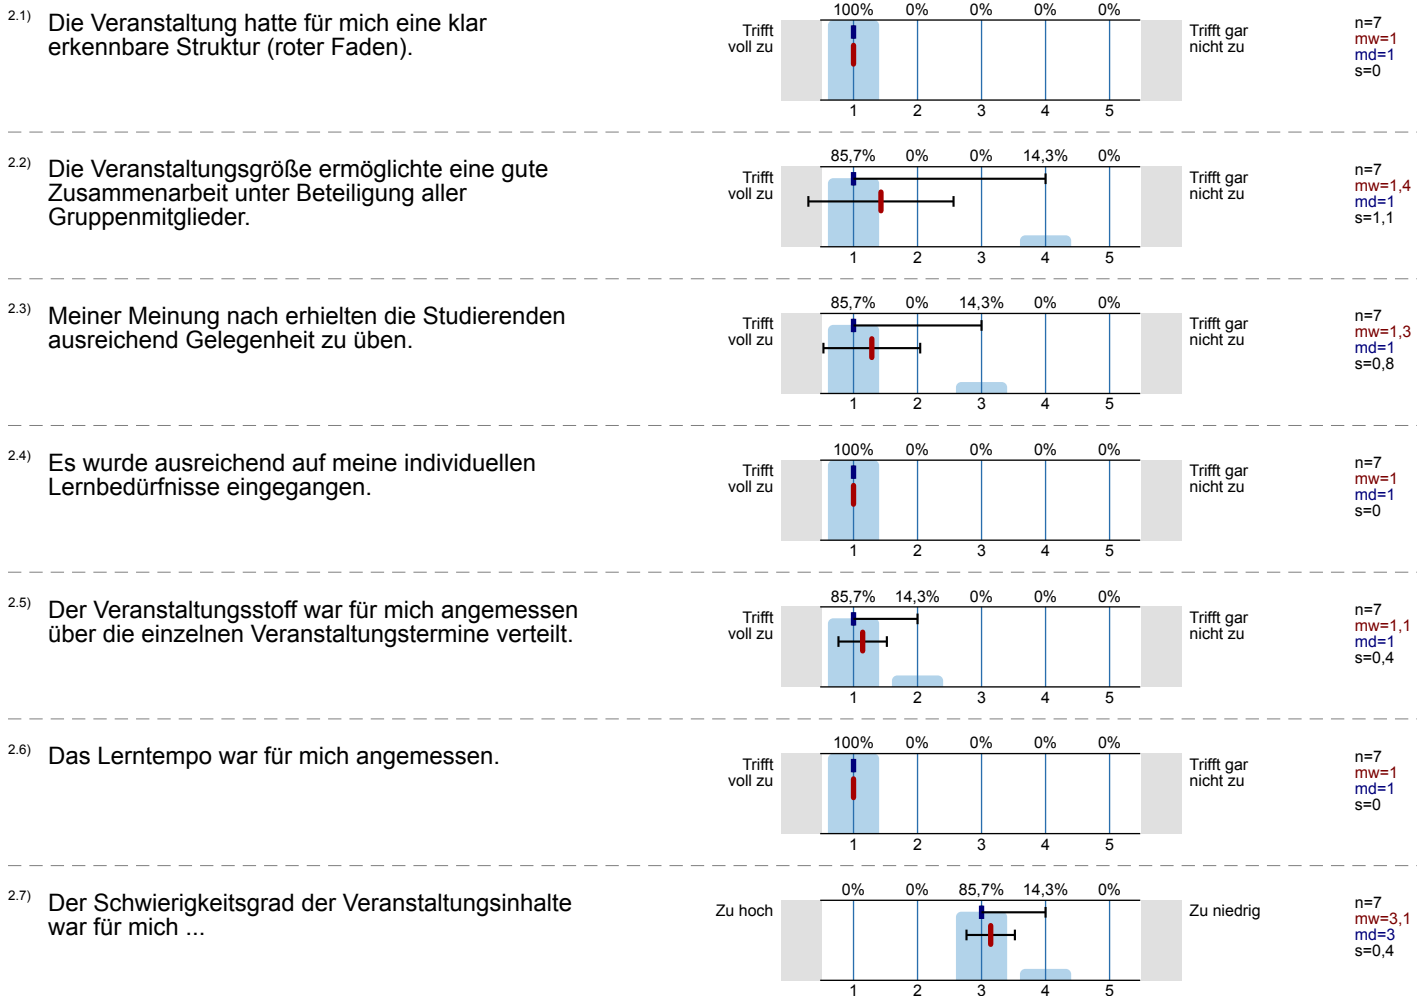 2.1) Die Veranstaltung hatte für mich eine klar
erkennbare Struktur (roter Faden).
Trifft
voll zu
100% 0% 0% 0% 0%
1 2 3 4 5
Trifft gar
nicht zu
n=7
mw=1
md=1
s=0
2.2) Die Veranstaltungsgröße ermöglichte eine gute
Zusammenarbeit unter Beteiligung aller
Gruppenmitglieder.
Trifft
voll zu
85,7% 0% 0% 14,3% 0%
1 2 3 4 5
Trifft gar
nicht zu
n=7
mw=1,4
md=1
s=1,1
2.3) Meiner Meinung nach erhielten die Studierenden
ausreichend Gelegenheit zu üben.
Trifft
voll zu
85,7% 0% 14,3% 0% 0%
1 2 3 4 5
Trifft gar
nicht zu
n=7
mw=1,3
md=1
s=0,8
2.4) Es wurde ausreichend auf meine individuellen
Lernbedürfnisse eingegangen.
Trifft
voll zu
100% 0% 0% 0% 0%
1 2 3 4 5
Trifft gar
nicht zu
n=7
mw=1
md=1
s=0
2.5) Der Veranstaltungsstoff war für mich angemessen
über die einzelnen Veranstaltungstermine verteilt.
Trifft
voll zu
85,7% 14,3% 0% 0% 0%
1 2 3 4 5
Trifft gar
nicht zu
n=7
mw=1,1
md=1
s=0,4
2.6) Das Lerntempo war für mich angemessen.
Trifft
voll zu
100% 0% 0% 0% 0%
1 2 3 4 5
Trifft gar
nicht zu
n=7
mw=1
md=1
s=0
2.7) Der Schwierigkeitsgrad der Veranstaltungsinhalte
war für mich ...
Zu hoch
0% 0% 85,7% 14,3% 0%
1 2 3 4 5
Zu niedrig
n=7
mw=3,1
md=3
s=0,4